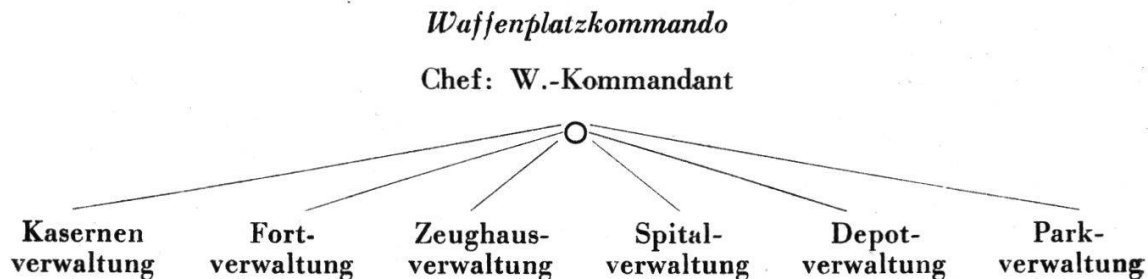 Waffenplatzkommando
Chef: W.-Kommandant
Kasernen
verwaltung
Fort-
verwaltung
Zeughaus-
verwaltung
Spital-
verwaltung
Depot-
verwaltung
Park-
verwaltung